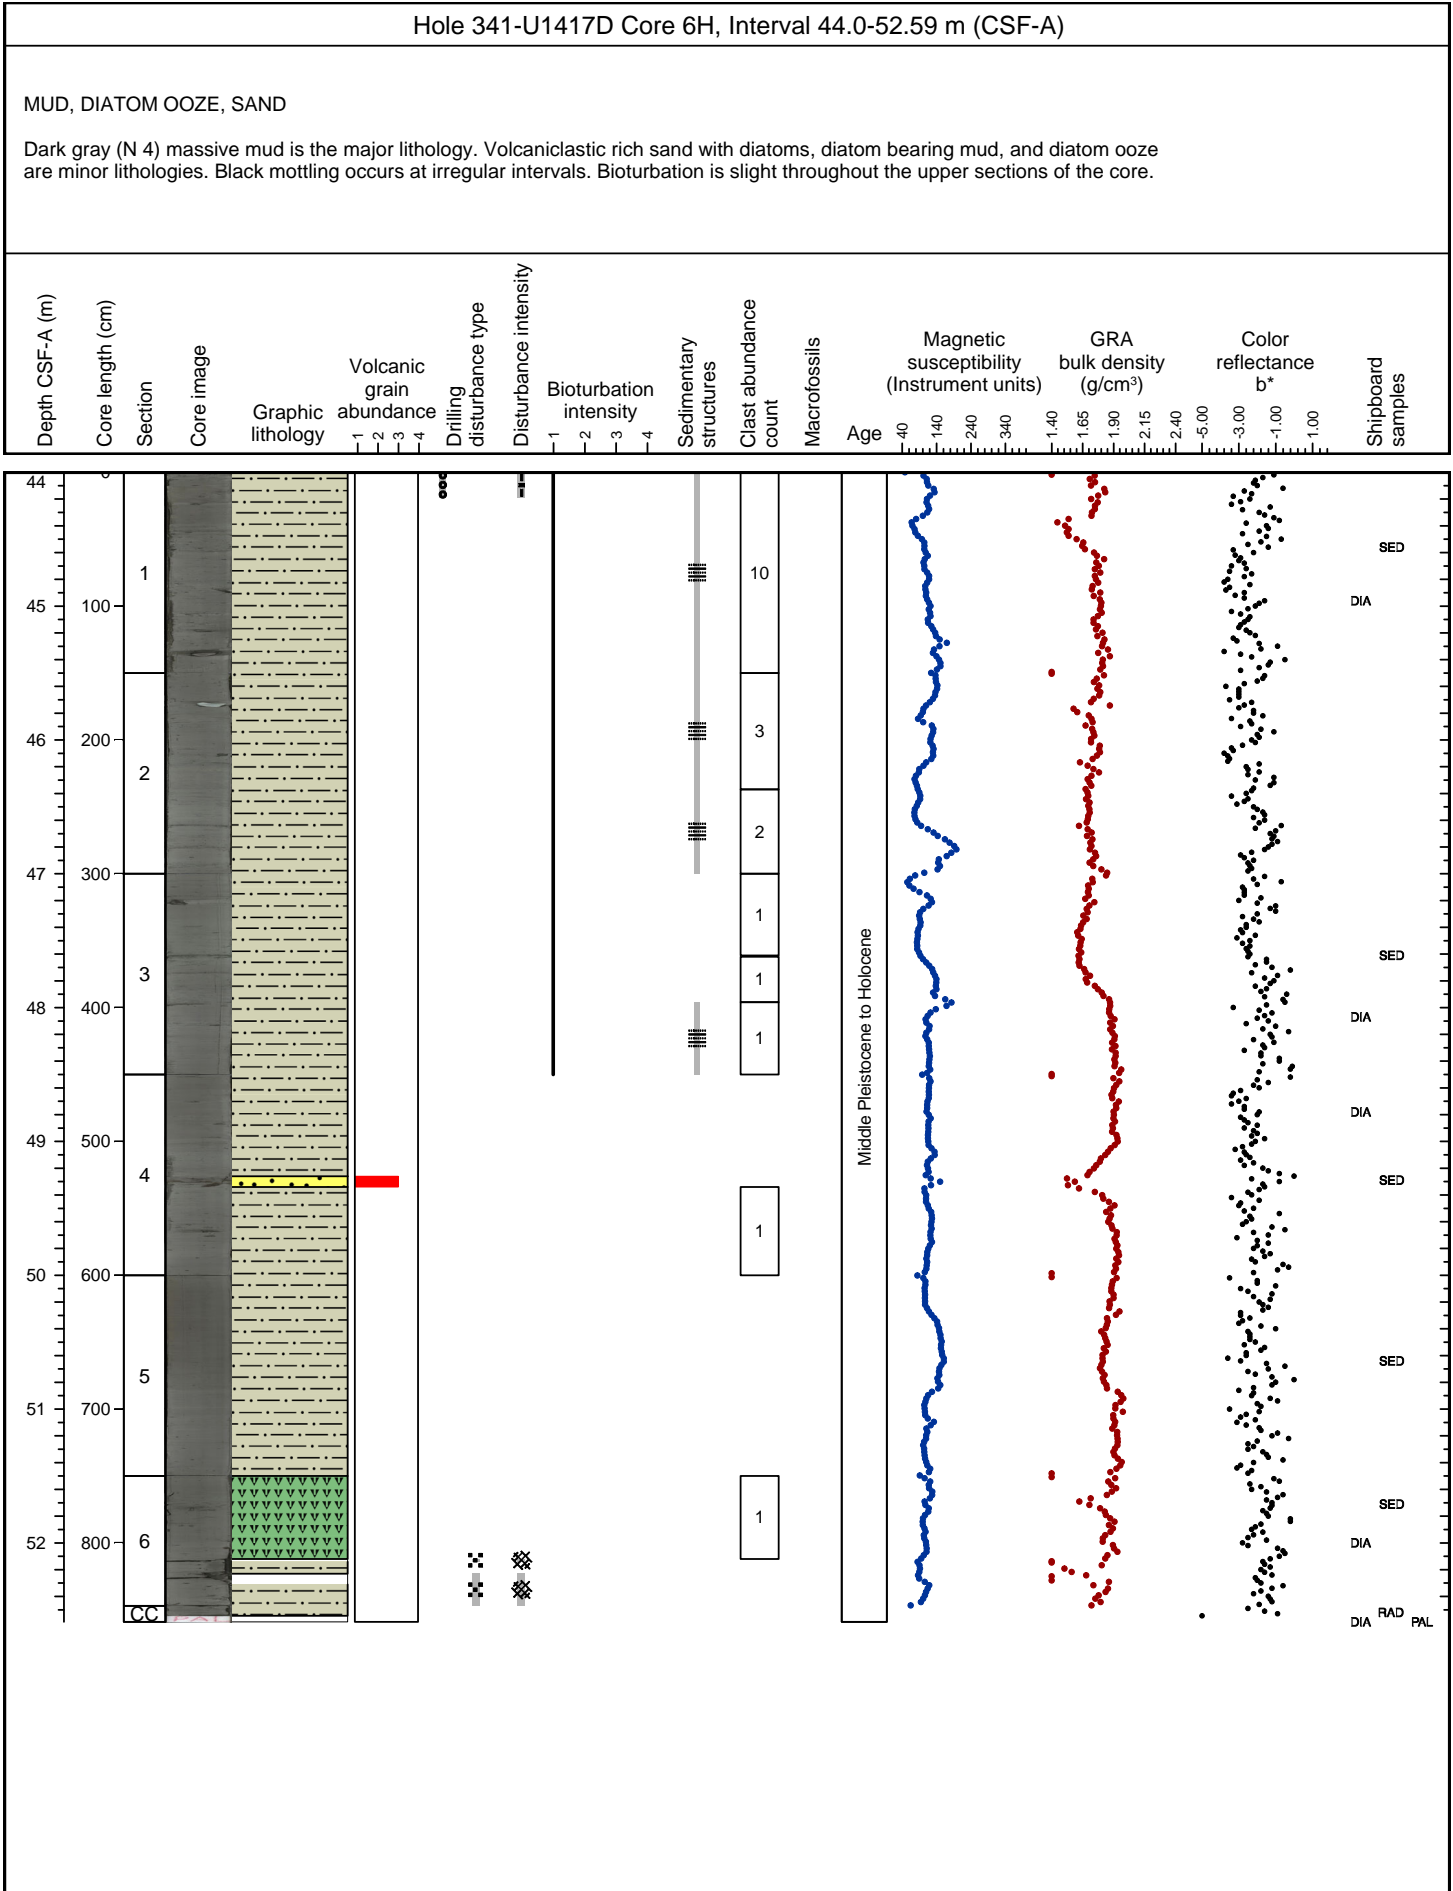 Hole 341-U1417D Core 6H, Interval 44.0-52.59 m (CSF-A)
MUD, DIATOM OOZE, SAND
Dark gray (N 4) massive mud is the major lithology. Volcaniclastic rich sand with diatoms, diatom bearing mud, and diatom ooze
are minor lithologies. Black mottling occurs at irregular intervals. Bioturbation is slight throughout the upper sections of the core.
Depth CSF-A (m)
Core length (cm)
Section
Core image
Graphic
lithology
Volcanic
grain
abundance
1 2 3 4
Drilling
disturbance type
Disturbance intensity
Bioturbation
intensity
1 2 3 4
Sedimentary
structures
Clast abundance
count
Macrofossils
Age
Magnetic
susceptibility
(Instrument units)
40 140 240 340
GRA
bulk density
(g/cm³)
1.40 1.65 1.90 2.15 2.40
Color
reflectance
b*
-5.00 -3.00 -1.00 1.00
Shipboard
samples
44 0
SED
1 10
45 100 DIA
46 200 3
2
2
47 300
1
SED
3 1
48 400 DIA
1
Middle Pleistocene to Holocene
DIA
49 500
4 SED
1
50 600
SED
5
51 700
SED
1
52 800 6 DIA
CC
DIA RAD PAL